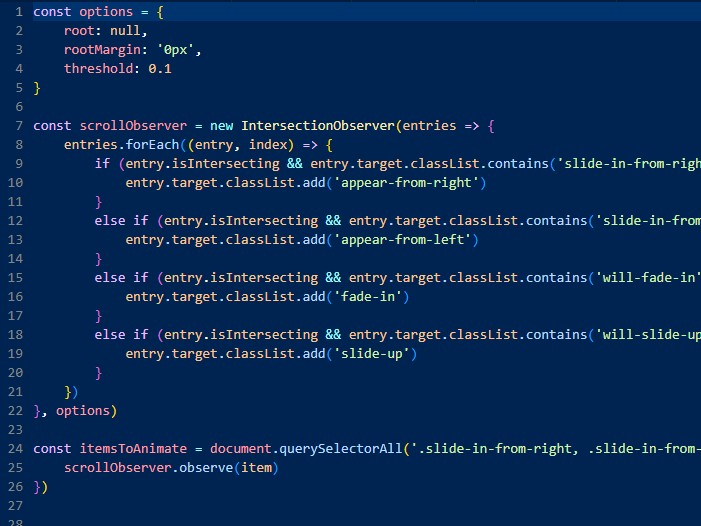 1 const options = {
2 root: null,
3 rootMargin: '0px',
4 threshold: 0.1
5 }
6
7 const scrollObserver = new IntersectionObserver(entries => {
8 entries.forEach((entry, index) => {
9 if (entry.isIntersecting && entry.target.classList.contains('slide-in-from-righ
10 entry.target.classList.add('appear-from-right')
11 }
12 else if (entry.isIntersecting && entry.target.classList.contains('slide-in-from
13 entry.target.classList.add('appear-from-left')
14 }
15 else if (entry.isIntersecting && entry.target.classList.contains('will-fade-in'
16 entry.target.classList.add('fade-in')
17 }
18 else if (entry.isIntersecting && entry.target.classList.contains('will-slide-up
19 entry.target.classList.add('slide-up')
20 }
21 })
22 }, options)
23
24 const itemsToAnimate = document.querySelectorAll('.slide-in-from-right, .slide-in-from-
25 scrollObserver.observe(item)
26 })
27
28